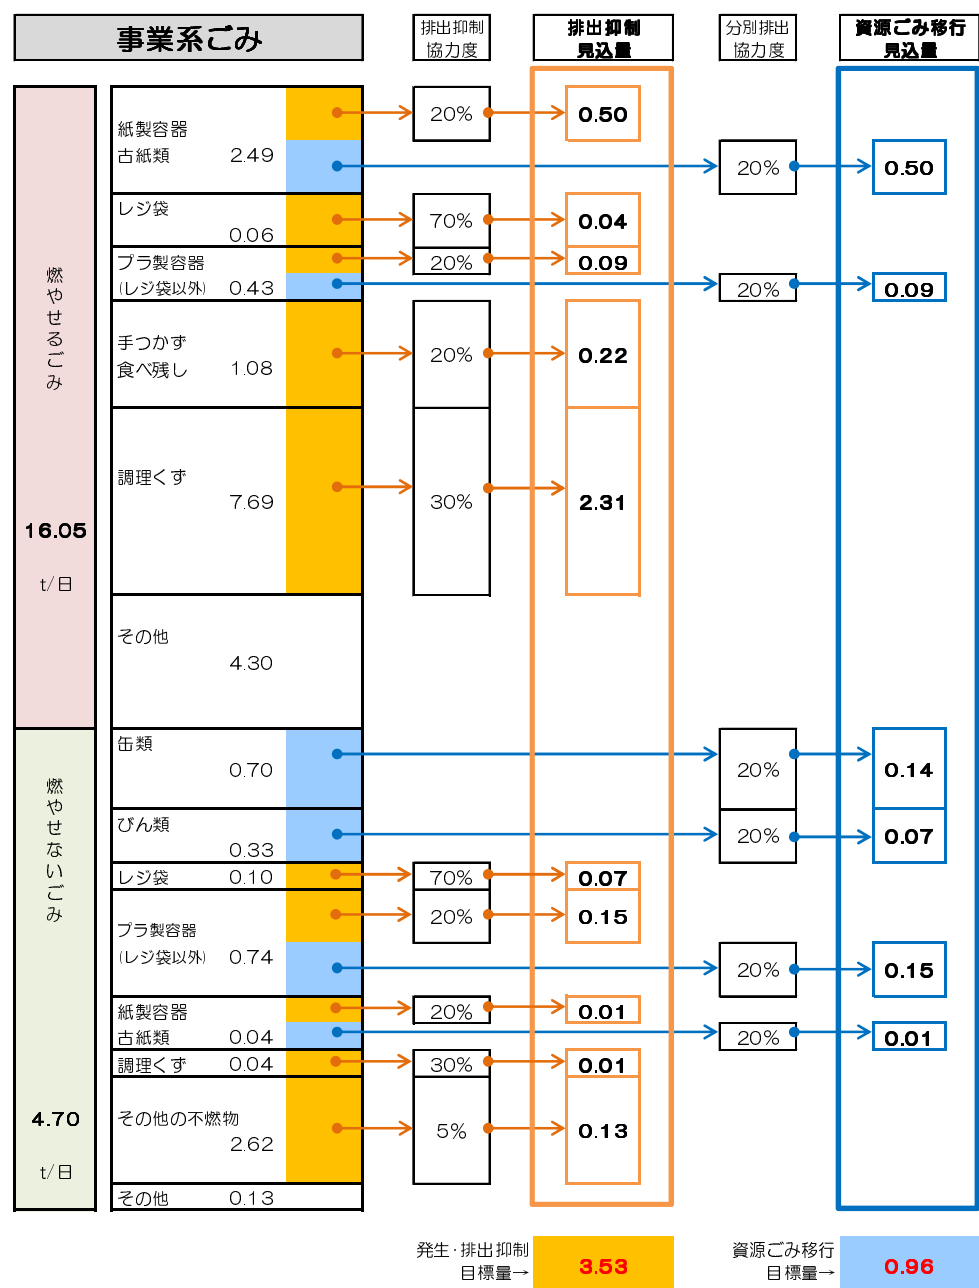 事業系ごみ
排出抑制
協力度
排出抑制
見込量
分別排出
協力度
資源ごみ移行
見込量
燃やせるごみ
16.05
t/日
紙製容器
古紙類 2.49
20%
0.50
20%
0.50
レジ袋
0.06
70%
0.04
プラ製容器
(レジ袋以外) 0.43
20%
0.09
20%
0.09
手つかず
食べ残し 1.08
20%
0.22
調理くず
7.69
30%
2.31
その他
4.30
燃やせないごみ
4.70
t/日
缶類
0.70
20%
0.14
びん類
0.33
20%
0.07
レジ袋 0.10
70%
0.07
プラ製容器
(レジ袋以外) 0.74
20%
0.15
20%
0.15
紙製容器
古紙類 0.04
20%
0.01
20%
0.01
調理くず 0.04
30%
0.01
その他の不燃物
2.62
5%
0.13
その他 0.13
発生・排出抑制
目標量→
3.53
資源ごみ移行
目標量→
0.96